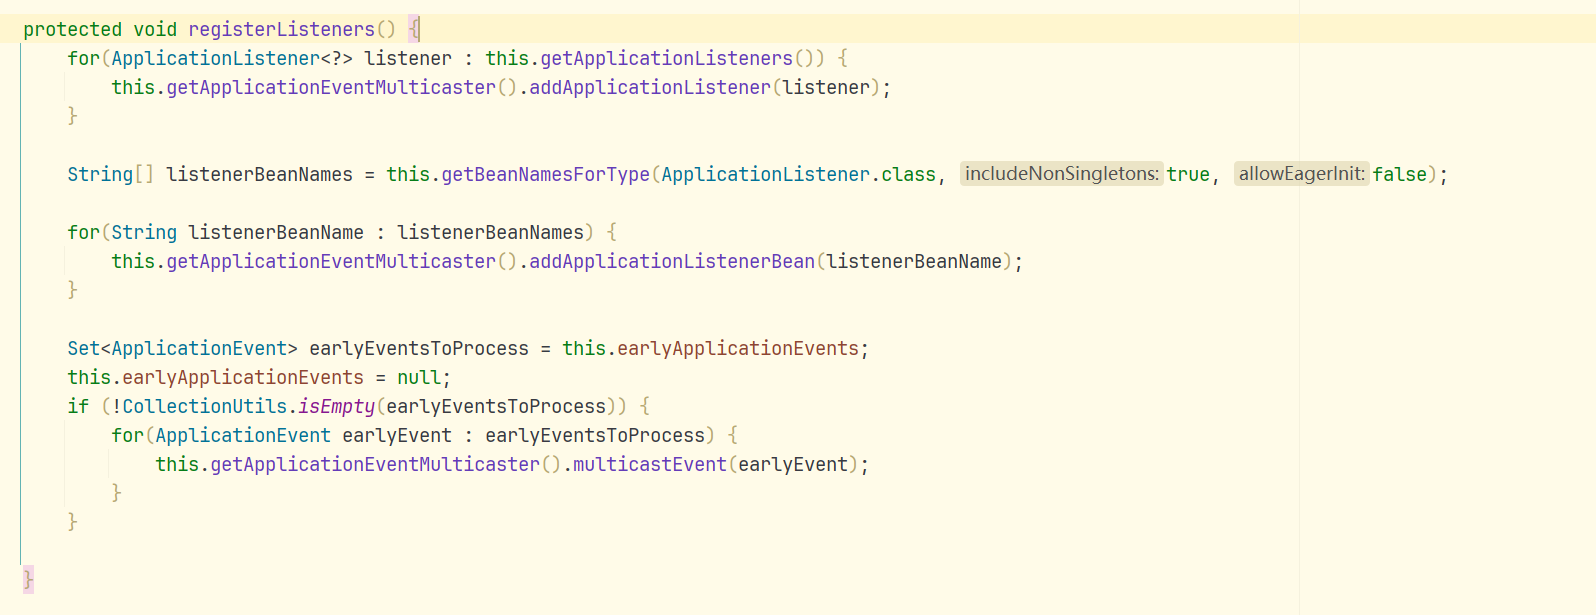 protected void registerListeners() {
for(ApplicationListener<?> listener : this.getApplicationListeners()) {
this.getApplicationEventMulticaster().addApplicationListener(listener);
}
String[] listenerBeanNames = this.getBeanNamesForType(ApplicationListener.class, includeNonSingletons: true, allowEagerInit: false);
for(String listenerBeanName : listenerBeanNames) {
this.getApplicationEventMulticaster().addApplicationListenerBean(listenerBeanName);
}
Set<ApplicationEvent> earlyEventsToProcess = this.earlyApplicationEvents;
this.earlyApplicationEvents = null;
if (!CollectionUtils.isEmpty(earlyEventsToProcess)) {
for(ApplicationEvent earlyEvent : earlyEventsToProcess) {
this.getApplicationEventMulticaster().multicastEvent(earlyEvent);
}
}
}